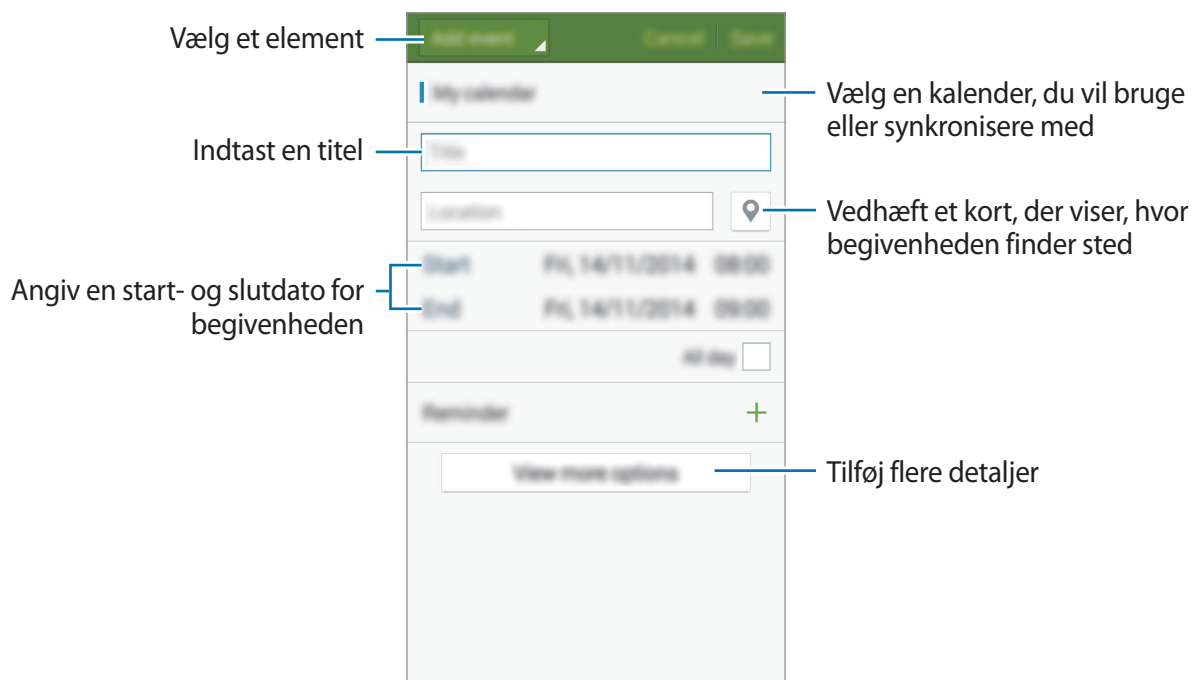 Vælg et element
Add event
Cancel
Save
My calendar
Vælg en kalender, du vil bruge
eller synkronisere med
Indtast en titel
Title
Location
Vedhæft et kort, der viser, hvor
begivenheden finder sted
Angiv en start- og slutdato for
begivenheden
Start Fri, 14/11/2014 08:00
End Fri, 14/11/2014 09:00
All day
Reminder
View more options
Tilføj flere detaljer